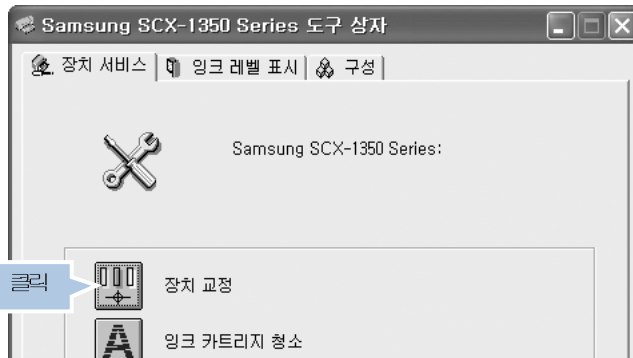 Samsung SCX-1350 Series 도구 상자
장치 서비스 잉크 레벨 표시 구성
Samsung SCX-1350 Series:
클릭
장치 교정
잉크 카트리지 청소